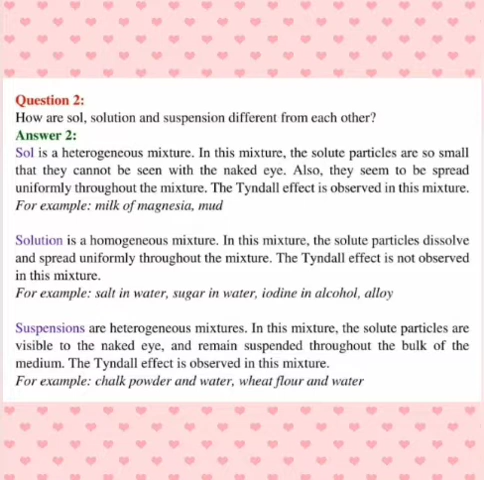 Question 2:
How are sol, solution and suspension different from each other?
Answer 2:
Sol is a heterogeneous mixture. In this mixture, the solute particles are so small
that they cannot be seen with the naked eye. Also, they seem to be spread
uniformly throughout the mixture. The Tyndall effect is observed in this mixture.
For example: milk of magnesia, mud
Solution is a homogeneous mixture. In this mixture, the solute particles dissolve
and spread uniformly throughout the mixture. The Tyndall effect is not observed
in this mixture.
For example: salt in water, sugar in water, iodine in alcohol, alloy
Suspensions are heterogeneous mixtures. In this mixture, the solute particles are
visible to the naked eye, and remain suspended throughout the bulk of the
medium. The Tyndall effect is observed in this mixture.
For example: chalk powder and water, wheat flour and water